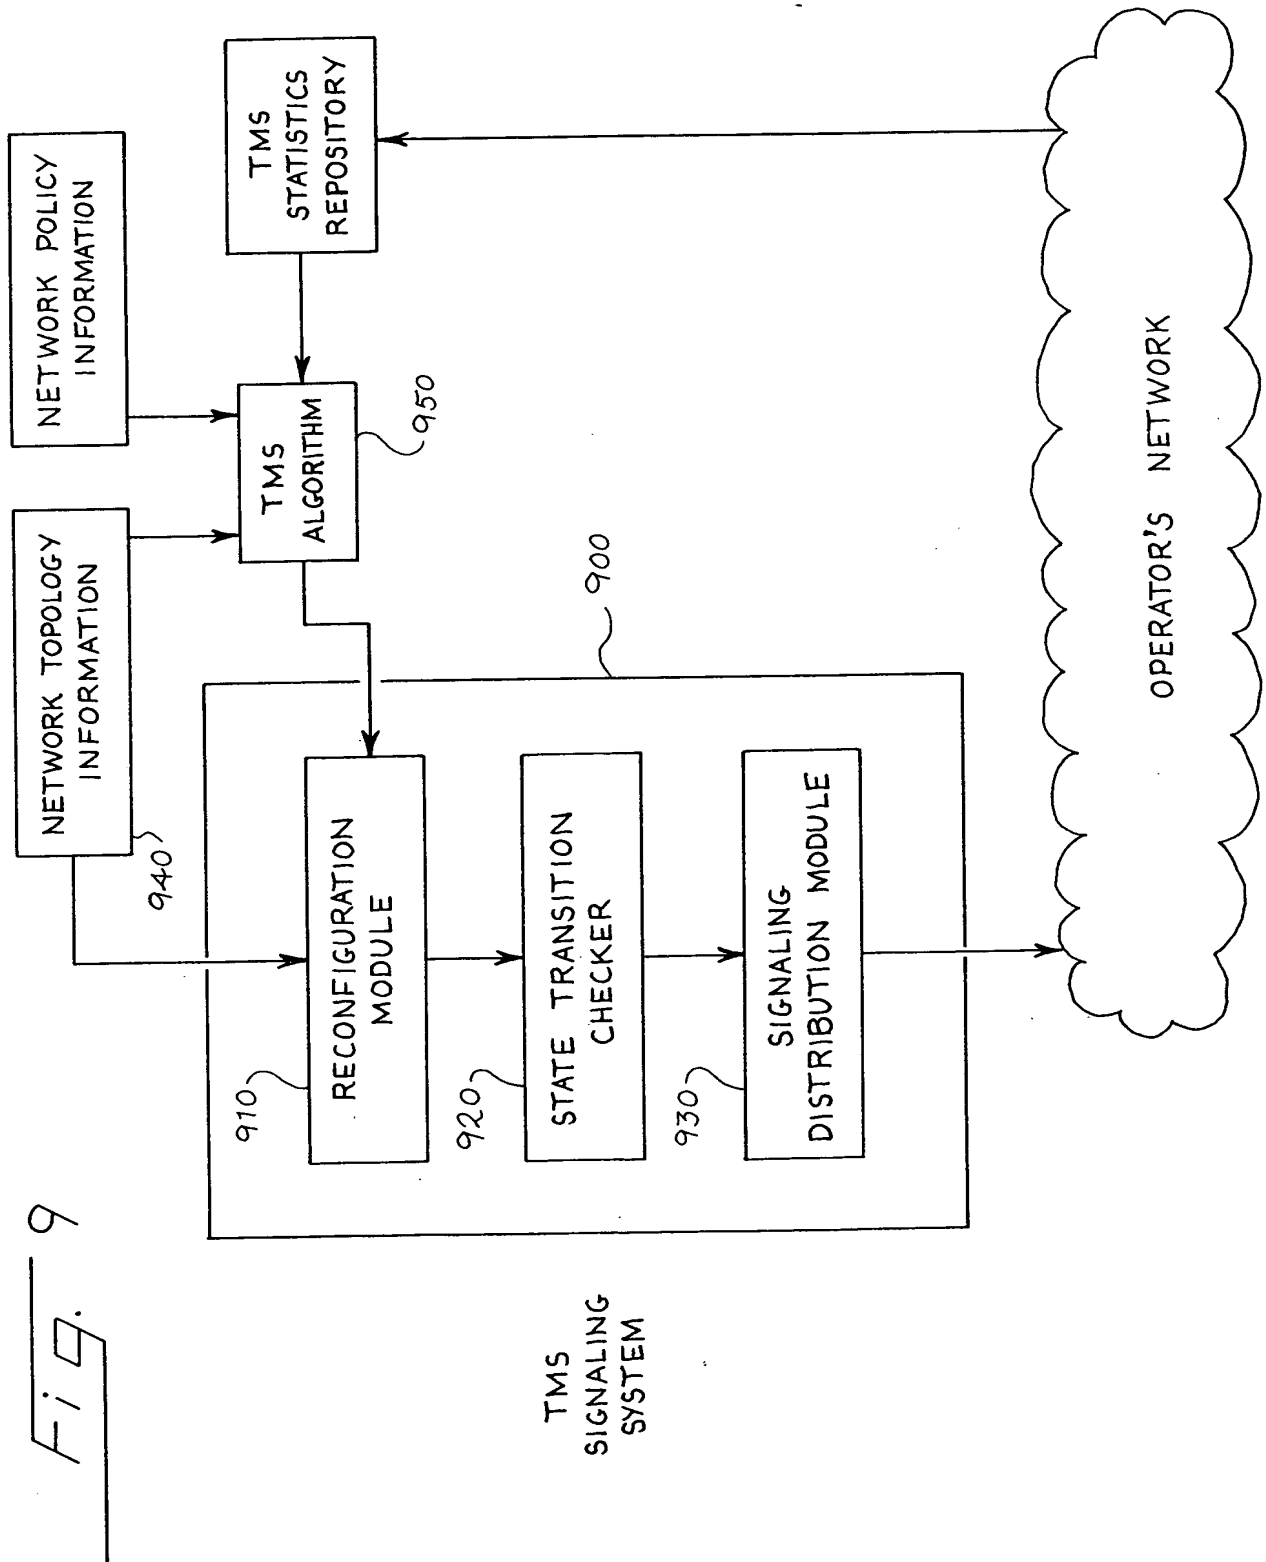 Fig. 9
TMS
SIGNALING
SYSTEM
NETWORK TOPOLOGY
INFORMATION
940
NETWORK POLICY
INFORMATION
TMS
ALGORITHM
950
TMS
STATISTICS
REPOSITORY
900
910
RECONFIGURATION
MODULE
920
STATE TRANSITION
CHECKER
930
SIGNALING
DISTRIBUTION MODULE
OPERATOR'S NETWORK